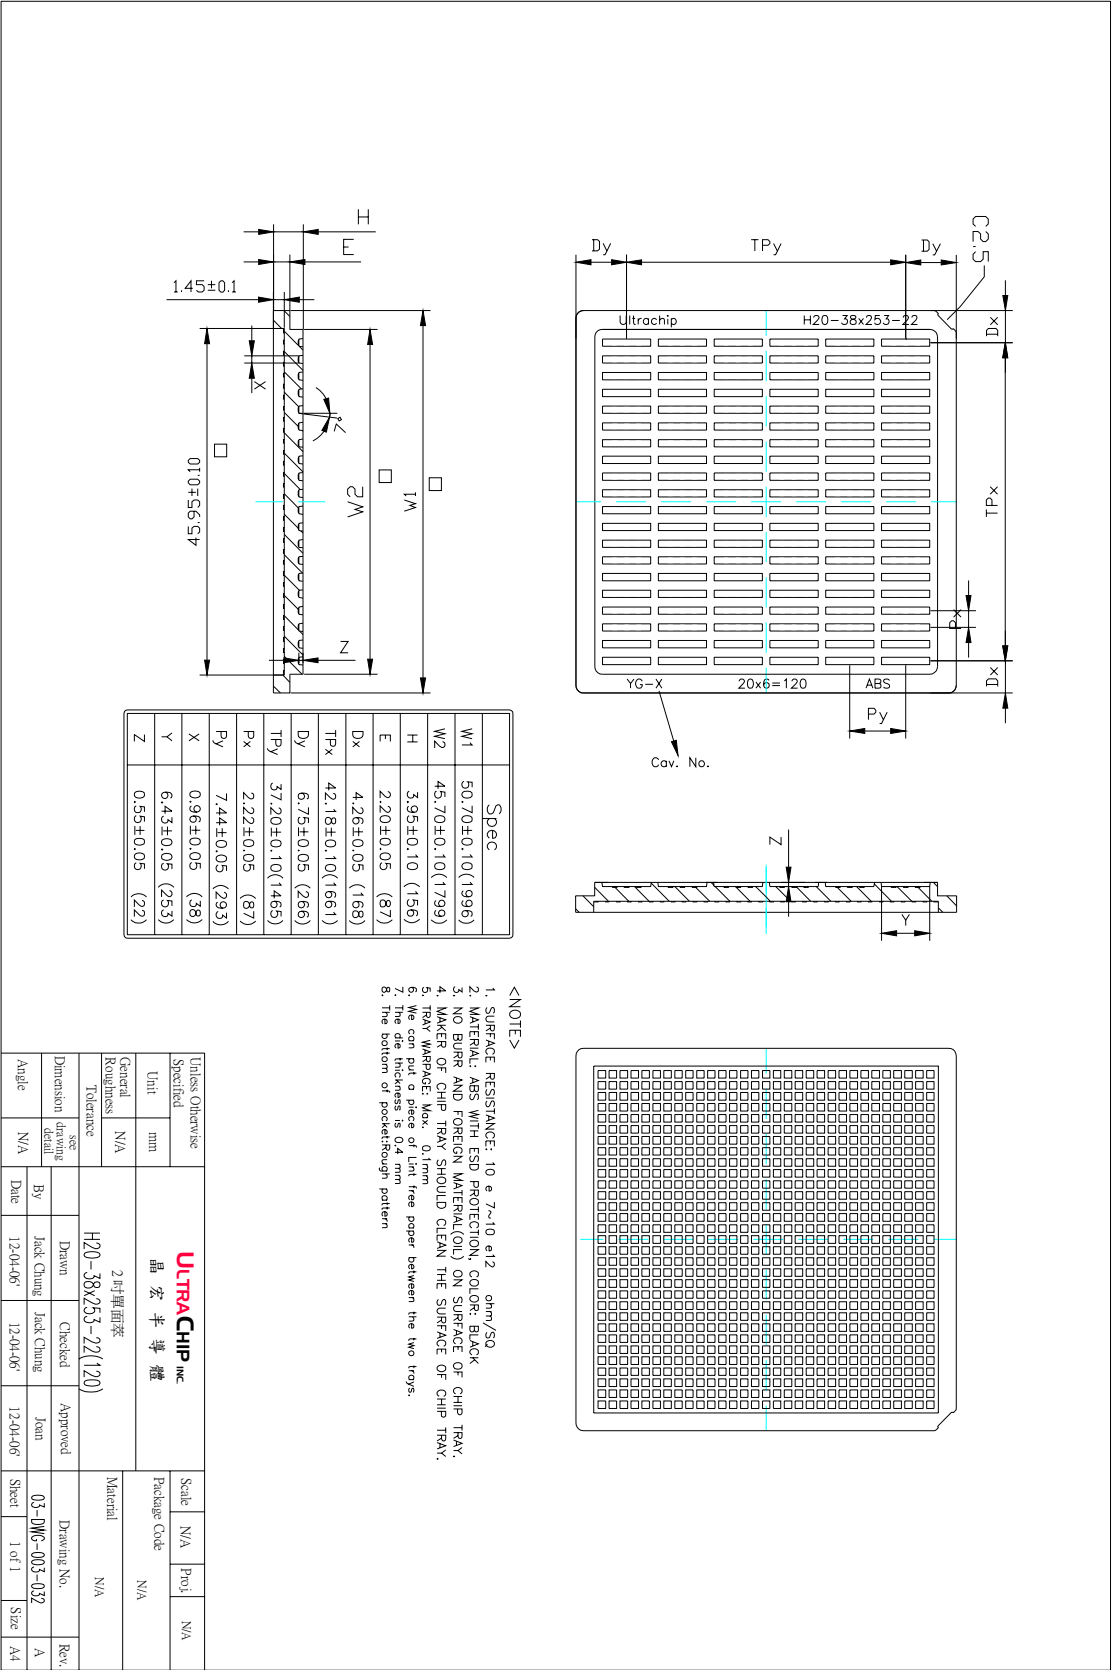 C2.5
Dy
TPy
Dy
Dx
TPx
Px
Dx
Py
Ultrachip
H20-38x253-22
YG-X
20x6=120
ABS
Cav. No.
H
E
1.45±0.1
X
Z
W1
W2
45.95±0.10
Z
Y
Spec
W1 50.70±0.10(1996)
W2 45.70±0.10(1799)
H 3.95±0.10 (156)
E 2.20±0.05 (87)
Dx 4.26±0.05 (168)
TPx 42.18±0.10(1661)
Dy 6.75±0.05 (266)
TPy 37.20±0.10(1465)
Px 2.22±0.05 (87)
Py 7.44±0.05 (293)
X 0.96±0.05 (38)
Y 6.43±0.05 (253)
Z 0.55±0.05 (22)
<NOTE>
1. SURFACE RESISTANCE: 10 e 7~10 e12 ohm/SQ
2. MATERIAL: ABS WITH ESD PROTECTION, COLOR: BLACK
3. NO BURR AND FOREIGN MATERIAL(OIL) ON SURFACE OF CHIP TRAY.
4. MAKER OF CHIP TRAY SHOULD CLEAN THE SURFACE OF CHIP TRAY.
5. TRAY WARPAGE: Max. 0.1mm
6. We can put a piece of Lint free paper between the two trays.
7. The die thickness is 0.4 mm
8. The bottom of pocket:Rough pattern
Unless Otherwise
Specified
Unit mm
General
Roughness N/A
Tolerance
Dimension see
drawing
detail
Angle N/A
ULTRACHIP INC.
晶 宏 半 導 體
2吋單面萃
H20-38x253-22(120)
Drawn Checked Approved
By Jack Chung Jack Chung Joan
Date 12-04-06' 12-04-06' 12-04-06'
Scale N/A Proj. N/A
Package Code N/A
Material N/A
Drawing No. Rev.
03-DWG-003-032 A
Sheet 1 of 1 Size A4